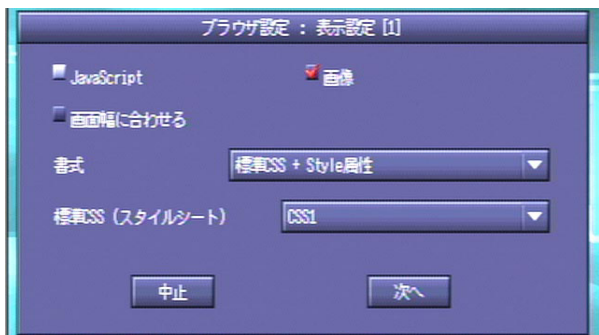 ブラウザ設定 : 表示設定 [1]
JavaScript 画像
画面幅に合わせる
書式 標準CSS + Style属性
標準CSS (スタイルシート) CSS1
中止 次へ